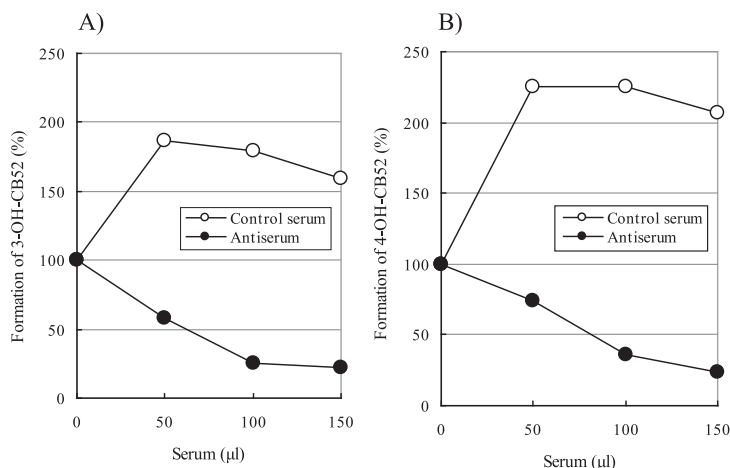 A)
Formation of 3-OH-CB52 (%)
250
200
150
100
50
0
Control serum
Antiserum
0 50 100 150
Serum (μl)
B)
Formation of 4-OH-CB52 (%)
250
200
150
100
50
0
Control serum
Antiserum
0 50 100 150
Serum (μl)